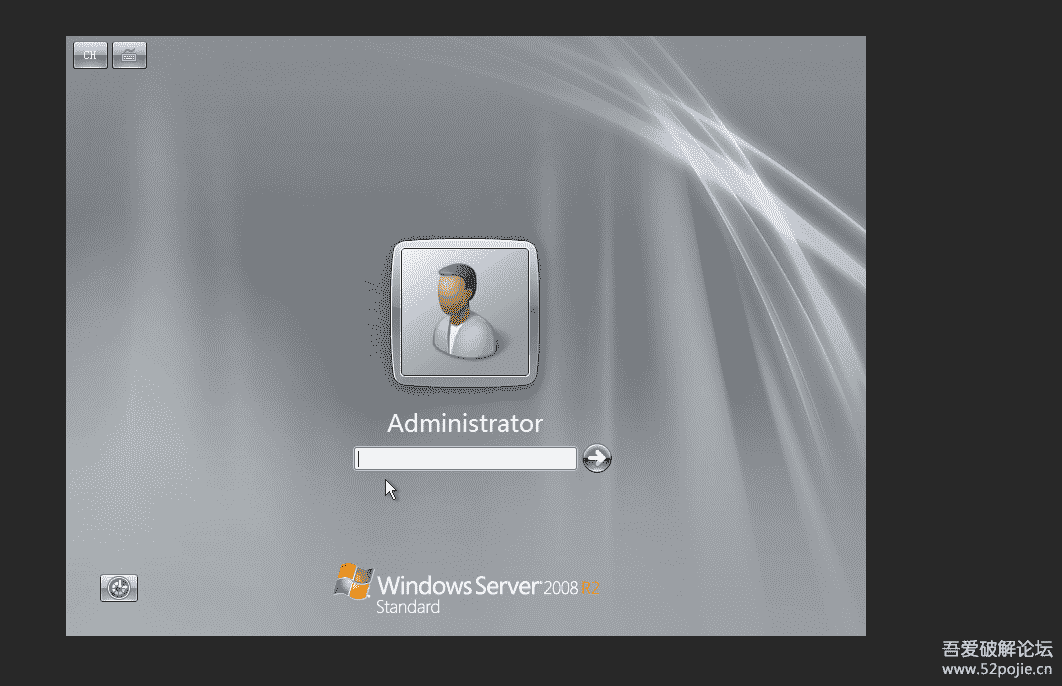 CH
Administrator
Windows Server 2008 R2
Standard
吾爱破解论坛
www.52pojie.cn